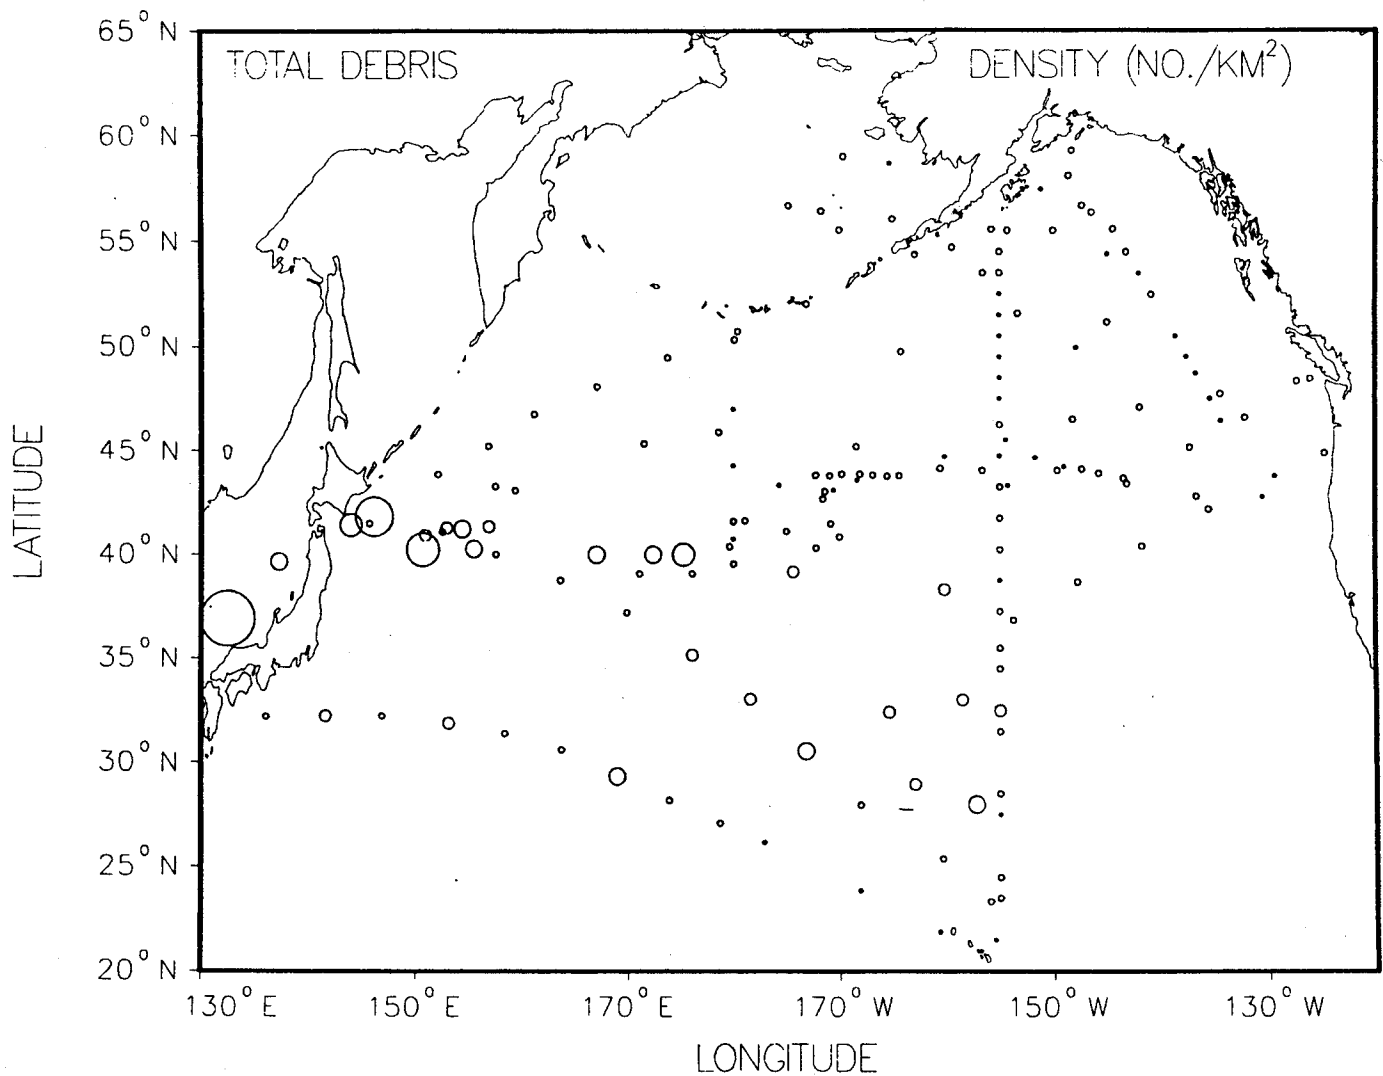 TOTAL DEBRIS
DENSITY (NO./KM²)
65° N
60° N
55° N
50° N
45° N
40° N
35° N
30° N
25° N
20° N
LATITUDE
130° E
150° E
170° E
170° W
150° W
130° W
LONGITUDE